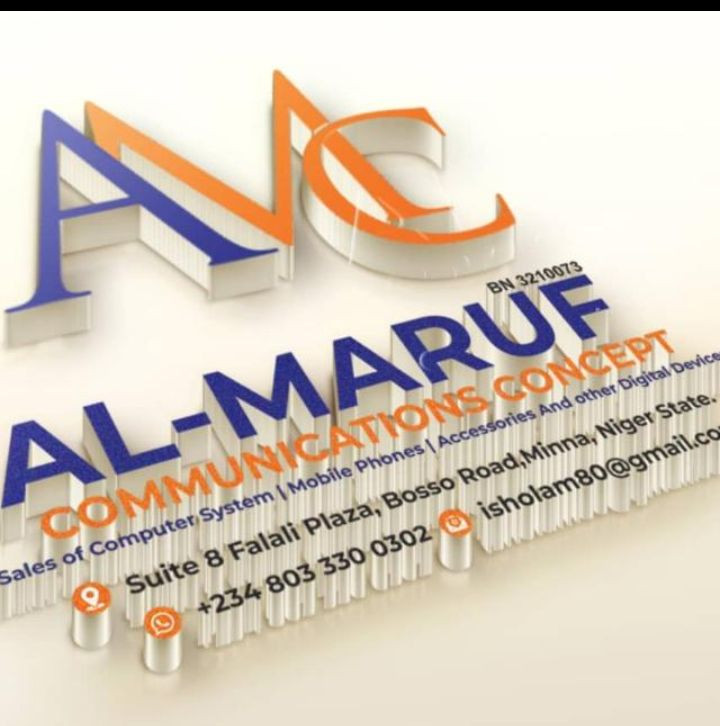 AMC
BN 3210073
AL-MARUF
COMMUNICATIONS CONCEPT
Sales of Computer System | Mobile Phones | Accessories And other Digital Device
Suite 8 Falali Plaza, Bosso Road,Minna, Niger State.
+234 803 330 0302
isholam80@gmail.co